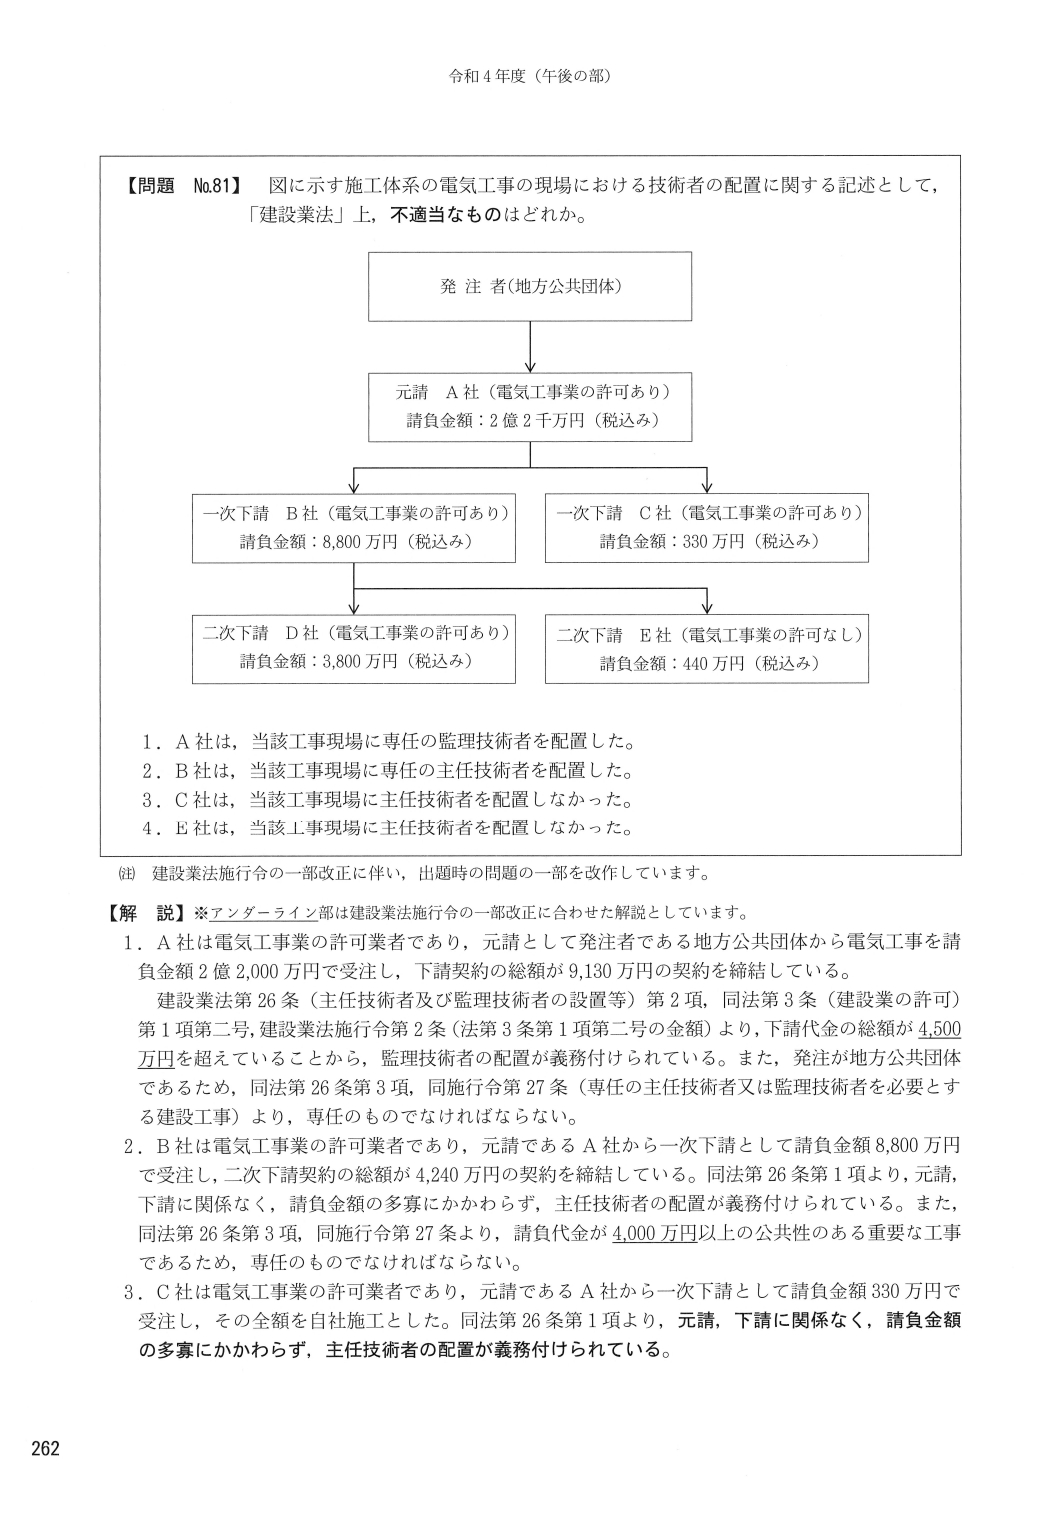 令和4年度（午後の部）
【問題　No.81】　図に示す施工体系の電気工事の現場における技術者の配置に関する記述として，
「建設業法」上，不適当なものはどれか。
発 注 者(地方公共団体)
元請　A 社（電気工事業の許可あり）
請負金額：2 億 2 千万円（税込み）
一次下請　B 社（電気工事業の許可あり）
請負金額：8,800 万円（税込み）
一次下請　C 社（電気工事業の許可あり）
請負金額：330 万円（税込み）
二次下請　D 社（電気工事業の許可あり）
請負金額：3,800 万円（税込み）
二次下請　E 社（電気工事業の許可なし）
請負金額：440 万円（税込み）
1．A 社は，当該工事現場に専任の監理技術者を配置した。
2．B 社は，当該工事現場に専任の主任技術者を配置した。
3．C 社は，当該工事現場に主任技術者を配置しなかった。
4．E 社は，当該工事現場に主任技術者を配置しなかった。
㊟　建設業法施行令の一部改正に伴い，出題時の問題の一部を改作しています。
【解　説】※アンダーライン部は建設業法施行令の一部改正に合わせた解説としています。
1．A 社は電気工事業の許可業者であり，元請として発注者である地方公共団体から電気工事を請
負金額 2 億 2,000 万円で受注し，下請契約の総額が 9,130 万円の契約を締結している。
建設業法第 26 条（主任技術者及び監理技術者の設置等）第 2 項，同法第 3 条（建設業の許可）
第 1 項第二号，建設業法施行令第 2 条（法第 3 条第 1 項第二号の金額）より，下請代金の総額が 4,500
万円を超えていることから，監理技術者の配置が義務付けられている。また，発注が地方公共団体
であるため，同法第 26 条第 3 項，同施行令第 27 条（専任の主任技術者又は監理技術者を必要とす
る建設工事）より，専任のものでなければならない。
2．B 社は電気工事業の許可業者であり，元請である A 社から一次下請として請負金額 8,800 万円
で受注し，二次下請契約の総額が 4,240 万円の契約を締結している。同法第 26 条第 1 項より，元請，
下請に関係なく，請負金額の多寡にかかわらず，主任技術者の配置が義務付けられている。また，
同法第 26 条第 3 項，同施行令第 27 条より，請負代金が 4,000 万円以上の公共性のある重要な工事
であるため，専任のものでなければならない。
3．C 社は電気工事業の許可業者であり，元請である A 社から一次下請として請負金額 330 万円で
受注し，その全額を自社施工とした。同法第 26 条第 1 項より，元請，下請に関係なく，請負金額
の多寡にかかわらず，主任技術者の配置が義務付けられている。
262